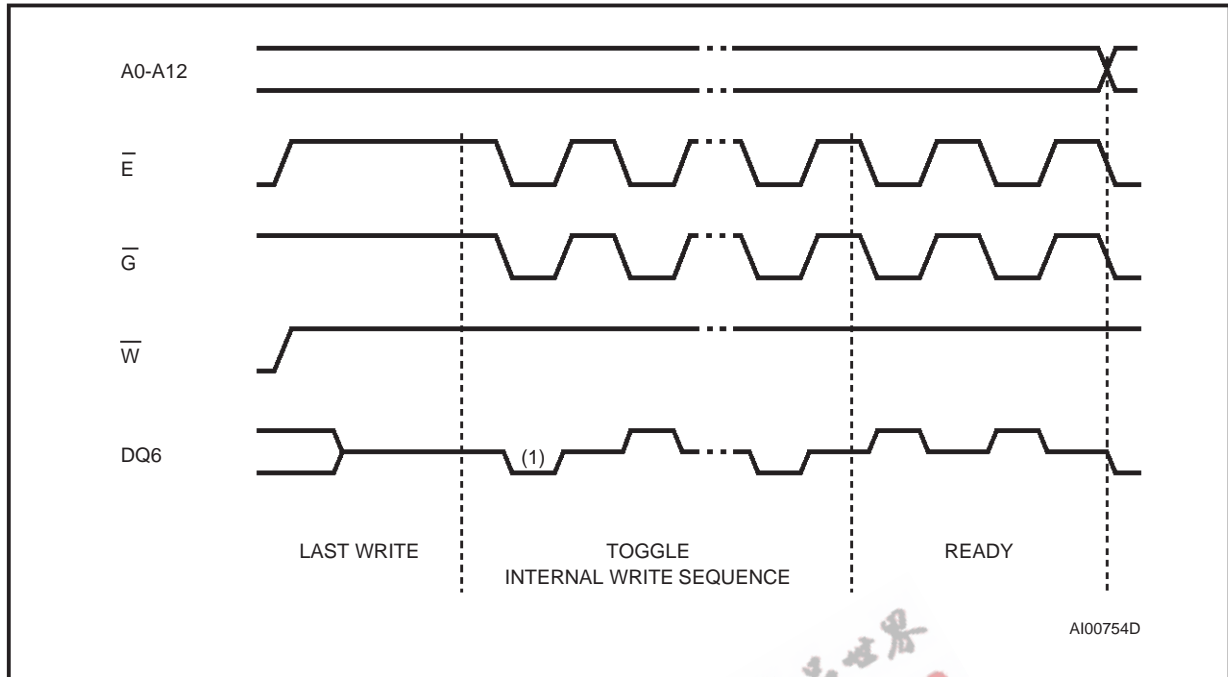 A0-A12
E̅
G̅
W̅
DQ6
(1)
LAST WRITE
TOGGLE
INTERNAL WRITE SEQUENCE
READY
AI00754D